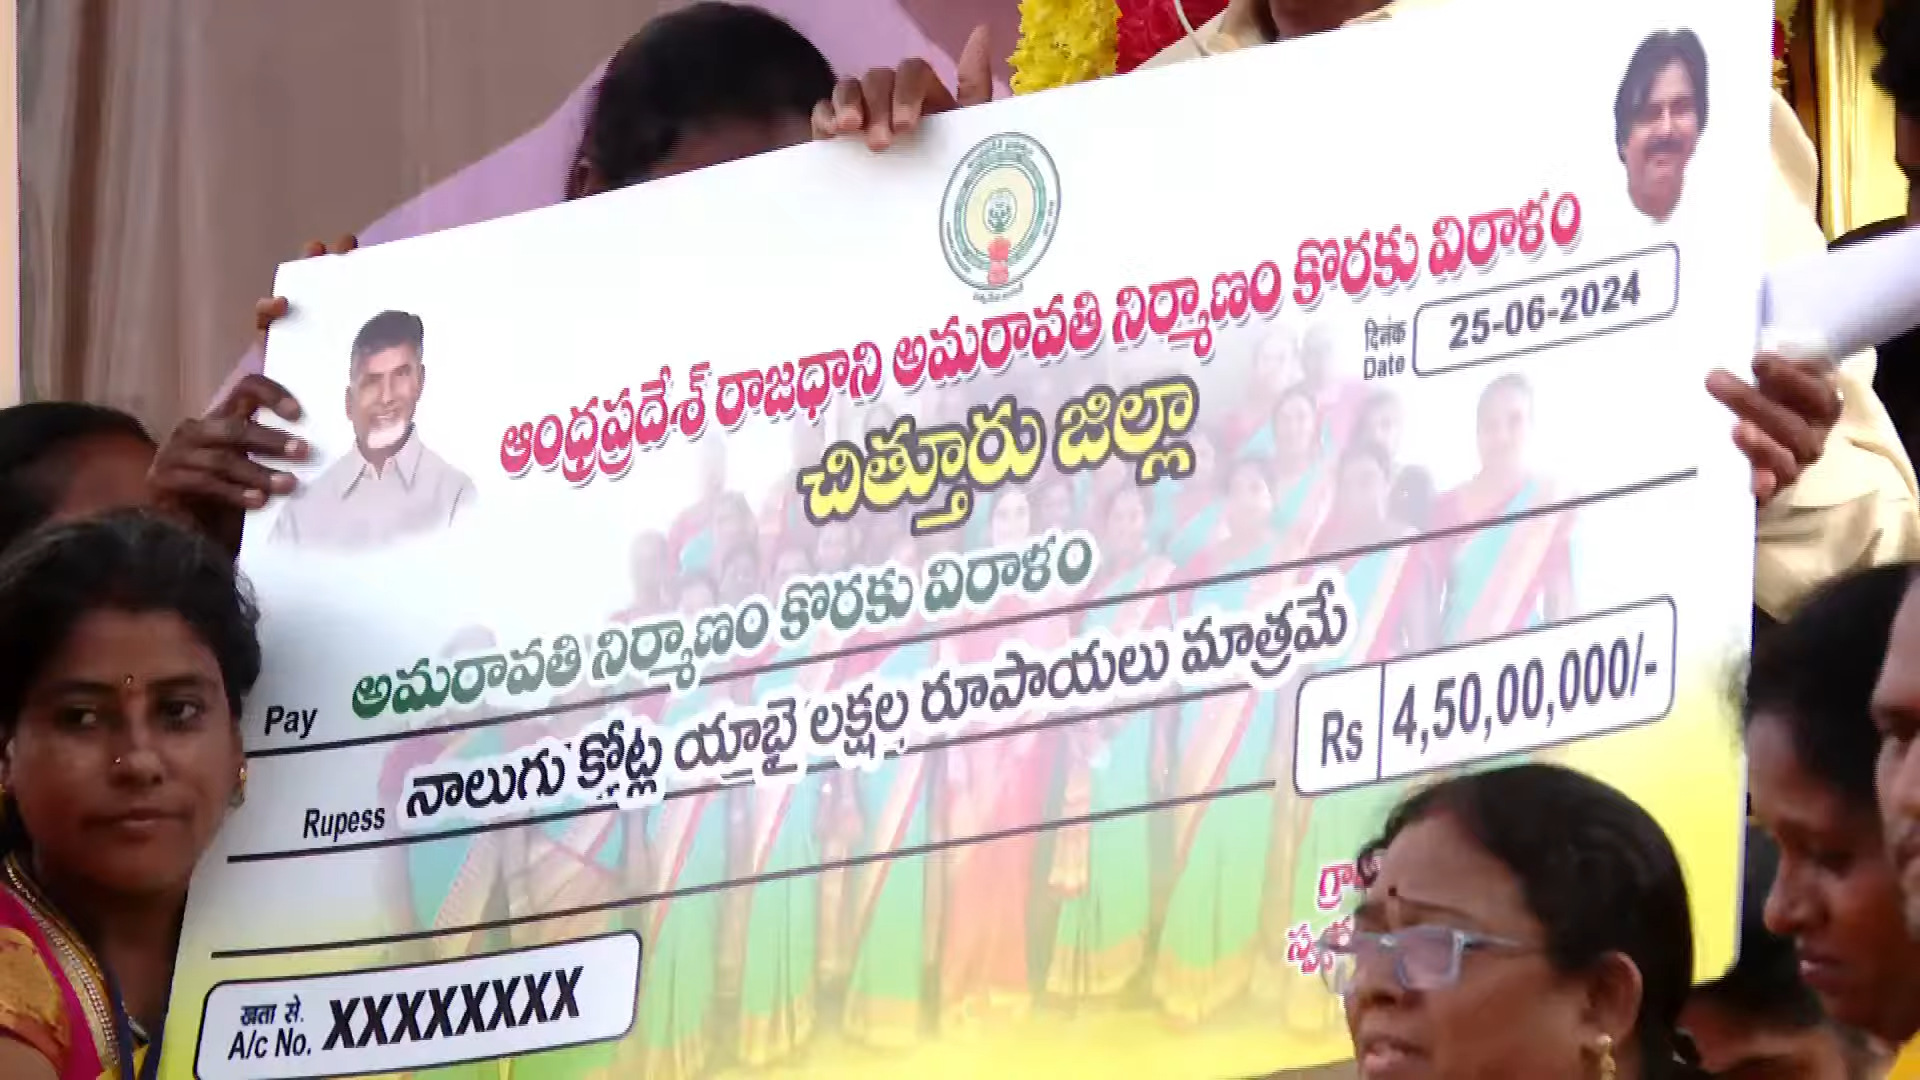 ఆంధ్రప్రదేశ్ రాజధాని అమరావతి నిర్మాణం కొరకు విరాళం
दिनंक
Date 25-06-2024
చిత్తూరు జిల్లా
Pay అమరావతి నిర్మాణం కొరకు విరాళం
Rupess నాలుగు కోట్ల యాభై లక్షల రూపాయలు మాత్రమే
Rs 4,50,00,000/-
खता से.
A/c No. XXXXXXXX